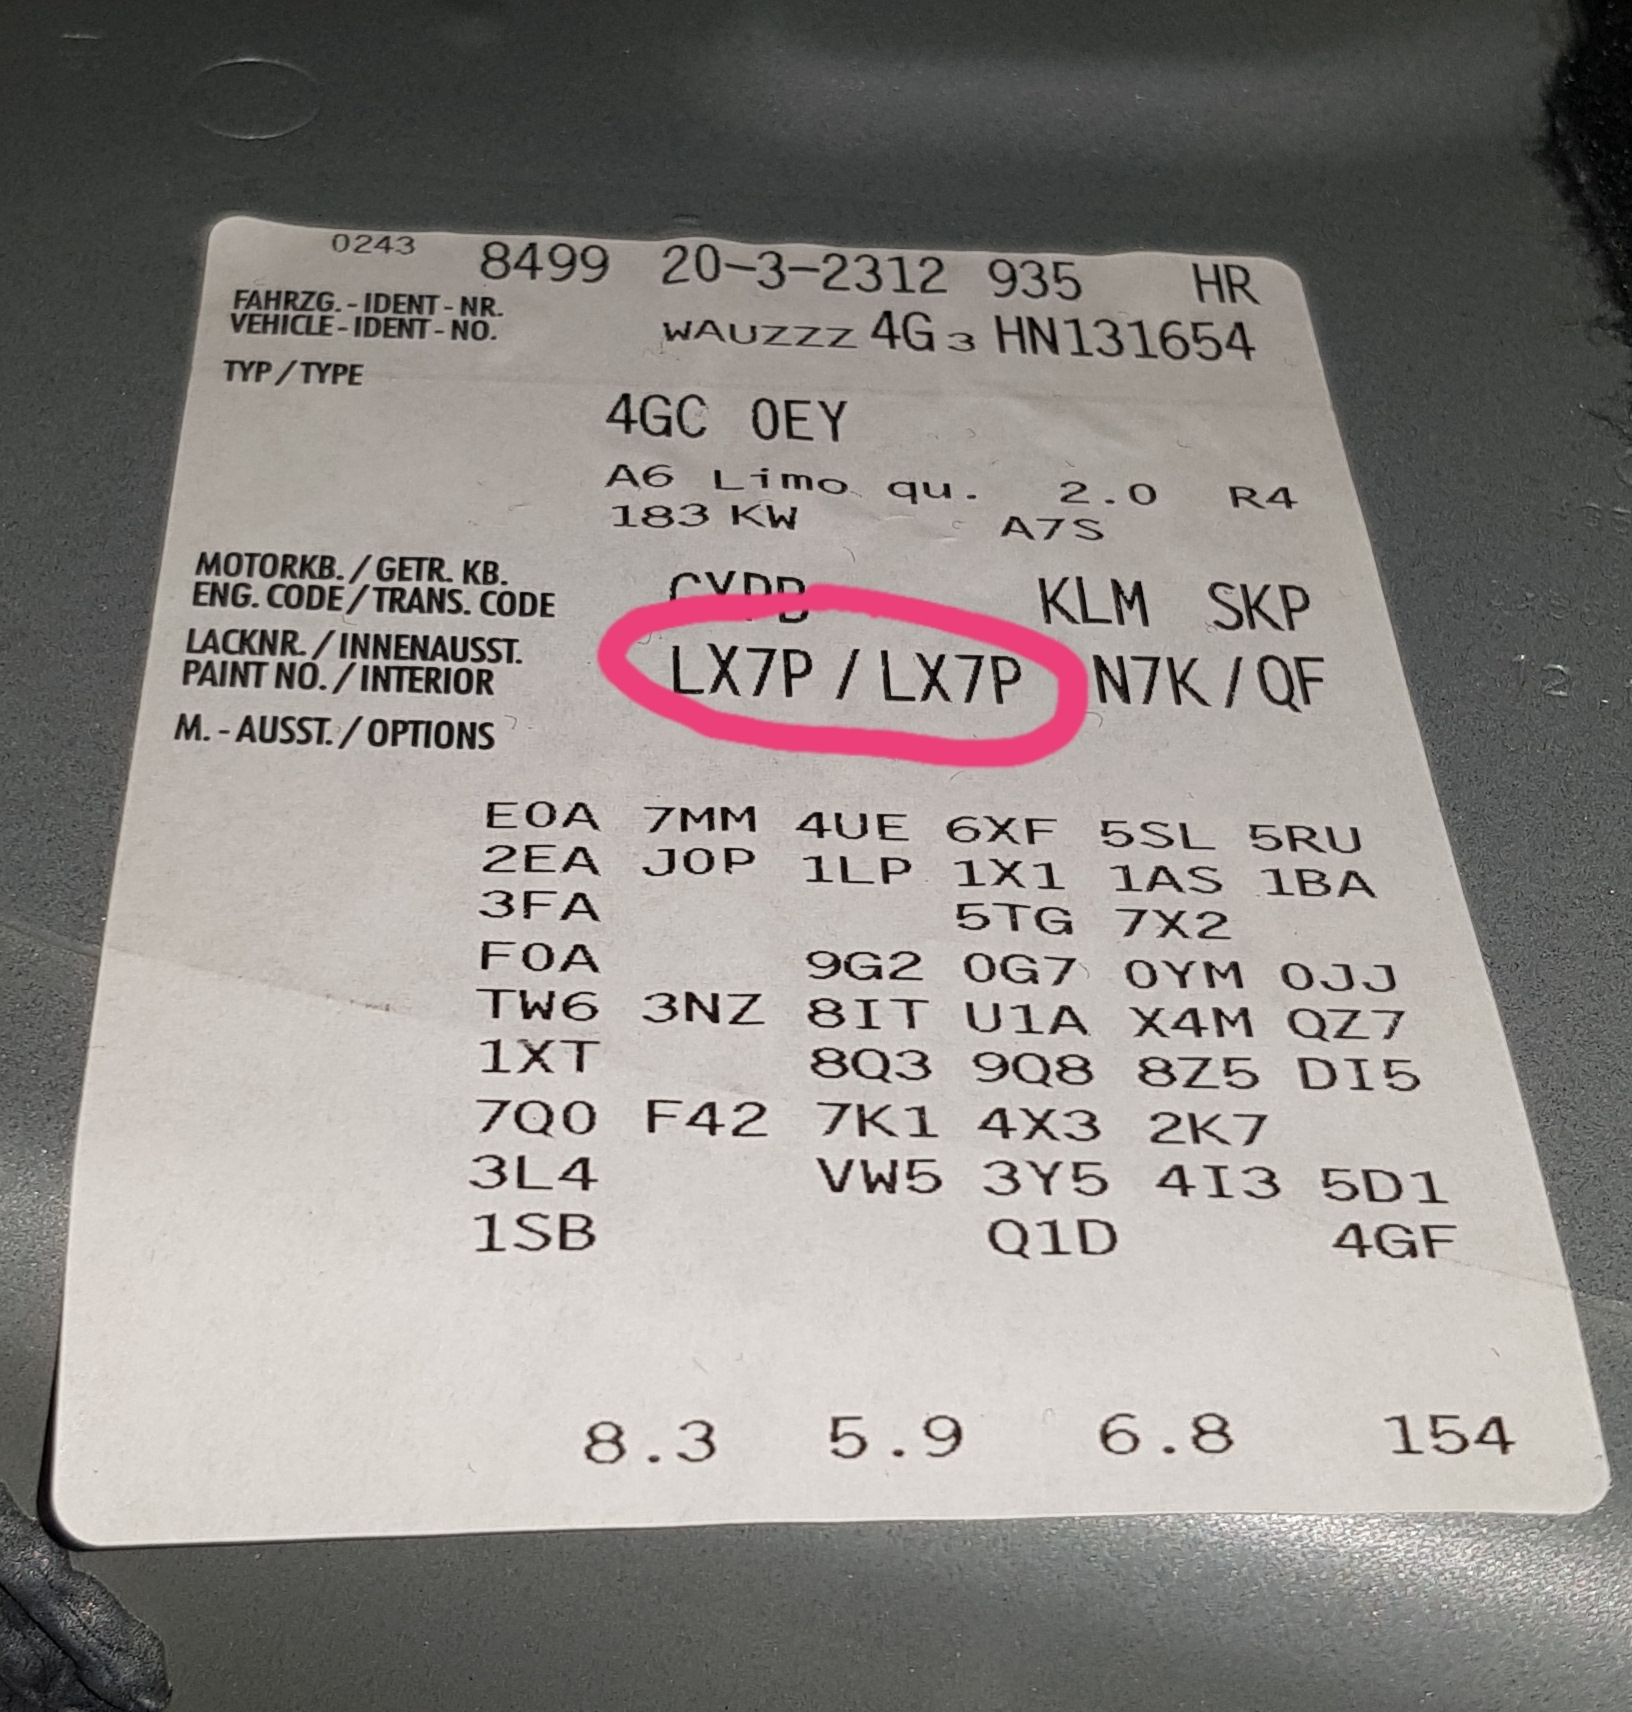 0243 8499 20-3-2312 935 HR
FAHRZG.-IDENT-NR.
VEHICLE-IDENT-NO. WAUZZZ 4G3 HN131654
TYP/TYPE
4GC 0EY
A6 Limo qu. 2.0 R4
183 KW A7S
MOTORKB./GETR. KB.
ENG. CODE/TRANS. CODE KLM SKP
LACKNR./INNENAUSST.
PAINT NO./INTERIOR LX7P / LX7P N7K / QF
M.-AUSST./OPTIONS
E0A 7MM 4UE 6XF 5SL 5RU
2EA J0P 1LP 1X1 1AS 1BA
3FA 5TG 7X2
F0A 9G2 0G7 0YM 0JJ
TW6 3NZ 8IT U1A X4M QZ7
1XT 8Q3 9Q8 8Z5 DI5
7Q0 F42 7K1 4X3 2K7
3L4 VW5 3Y5 4I3 5D1
1SB Q1D 4GF
8.3 5.9 6.8 154